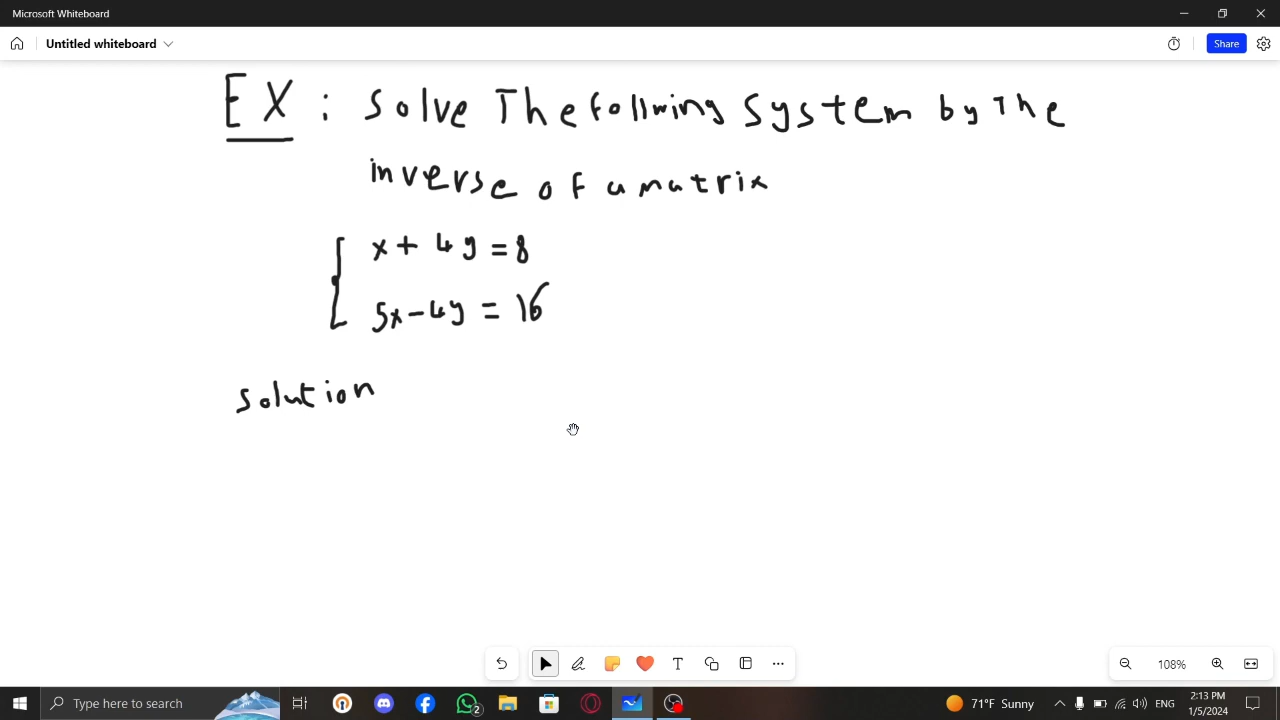 Microsoft Whiteboard
Untitled whiteboard
Share
EX : Solve The following System by The
inverse of a matrix
x + 4y = 8
5x - 4y = 16
solution
108%
Type here to search
2
71°F Sunny
ENG
2:13 PM
1/5/2024